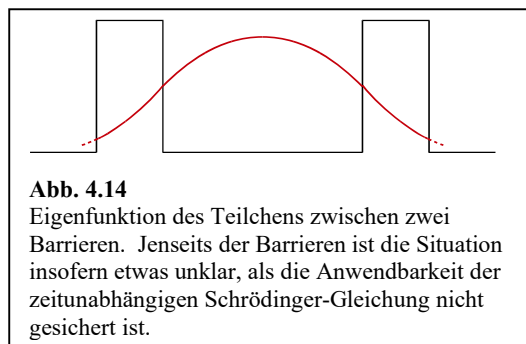 Abb. 4.14
Eigenfunktion des Teilchens zwischen zwei
Barrieren. Jenseits der Barrieren ist die Situation
insofern etwas unklar, als die Anwendbarkeit der
zeitunabhängigen Schrödinger-Gleichung nicht
gesichert ist.